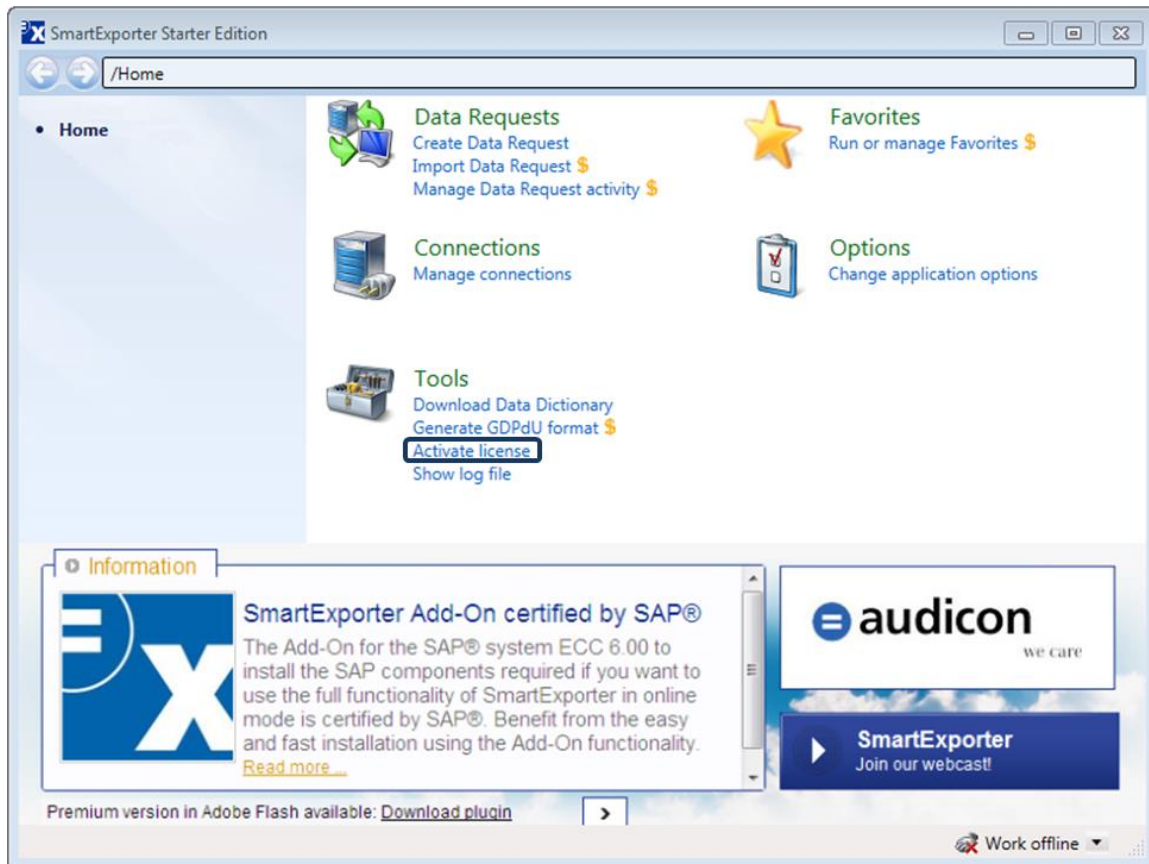 SmartExporter Starter Edition
/Home
• Home
Data Requests
Create Data Request
Import Data Request $
Manage Data Request activity $
Favorites
Run or manage Favorites $
Connections
Manage connections
Options
Change application options
Tools
Download Data Dictionary
Generate GDPdU format $
Activate license
Show log file
Information
SmartExporter Add-On certified by SAP®
The Add-On for the SAP® system ECC 6.00 to
install the SAP components required if you want to
use the full functionality of SmartExporter in online
mode is certified by SAP®. Benefit from the easy
and fast installation using the Add-On functionality.
Read more ...
audicon
we care
SmartExporter
Join our webcast!
Premium version in Adobe Flash available: Download plugin
Work offline